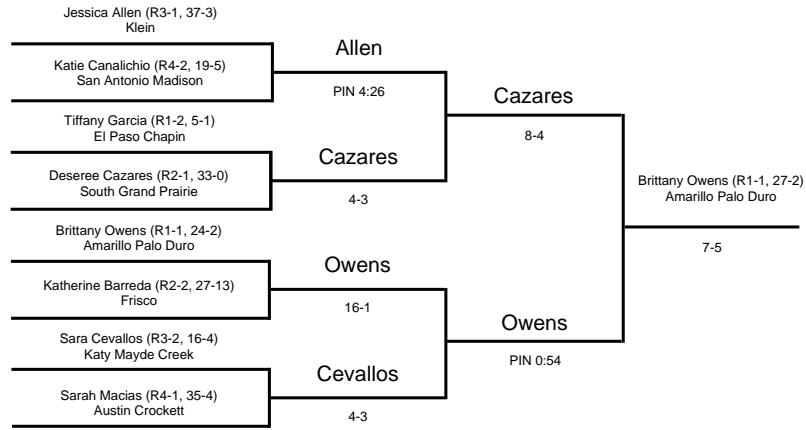 Jessica Allen (R3-1, 37-3)
Klein
Katie Canalichio (R4-2, 19-5)
San Antonio Madison
Tiffany Garcia (R1-2, 5-1)
El Paso Chapin
Deseree Cazares (R2-1, 33-0)
South Grand Prairie
Brittany Owens (R1-1, 24-2)
Amarillo Palo Duro
Katherine Barreda (R2-2, 27-13)
Frisco
Sara Cevallos (R3-2, 16-4)
Katy Mayde Creek
Sarah Macias (R4-1, 35-4)
Austin Crockett
Allen
PIN 4:26
Cazares
4-3
Owens
16-1
Cevallos
4-3
Cazares
8-4
Owens
PIN 0:54
Brittany Owens (R1-1, 27-2)
Amarillo Palo Duro
7-5